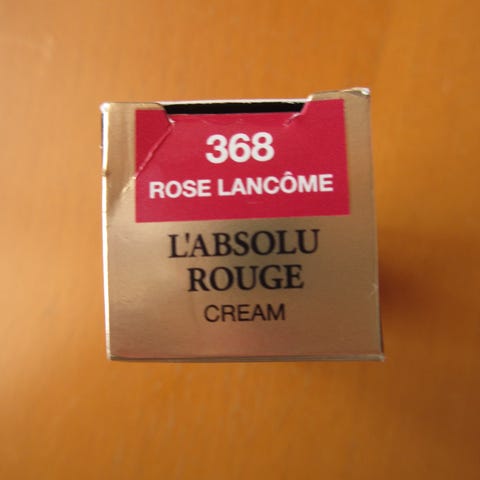 368
ROSE LANCÔME
L'ABSOLU
ROUGE
CREAM